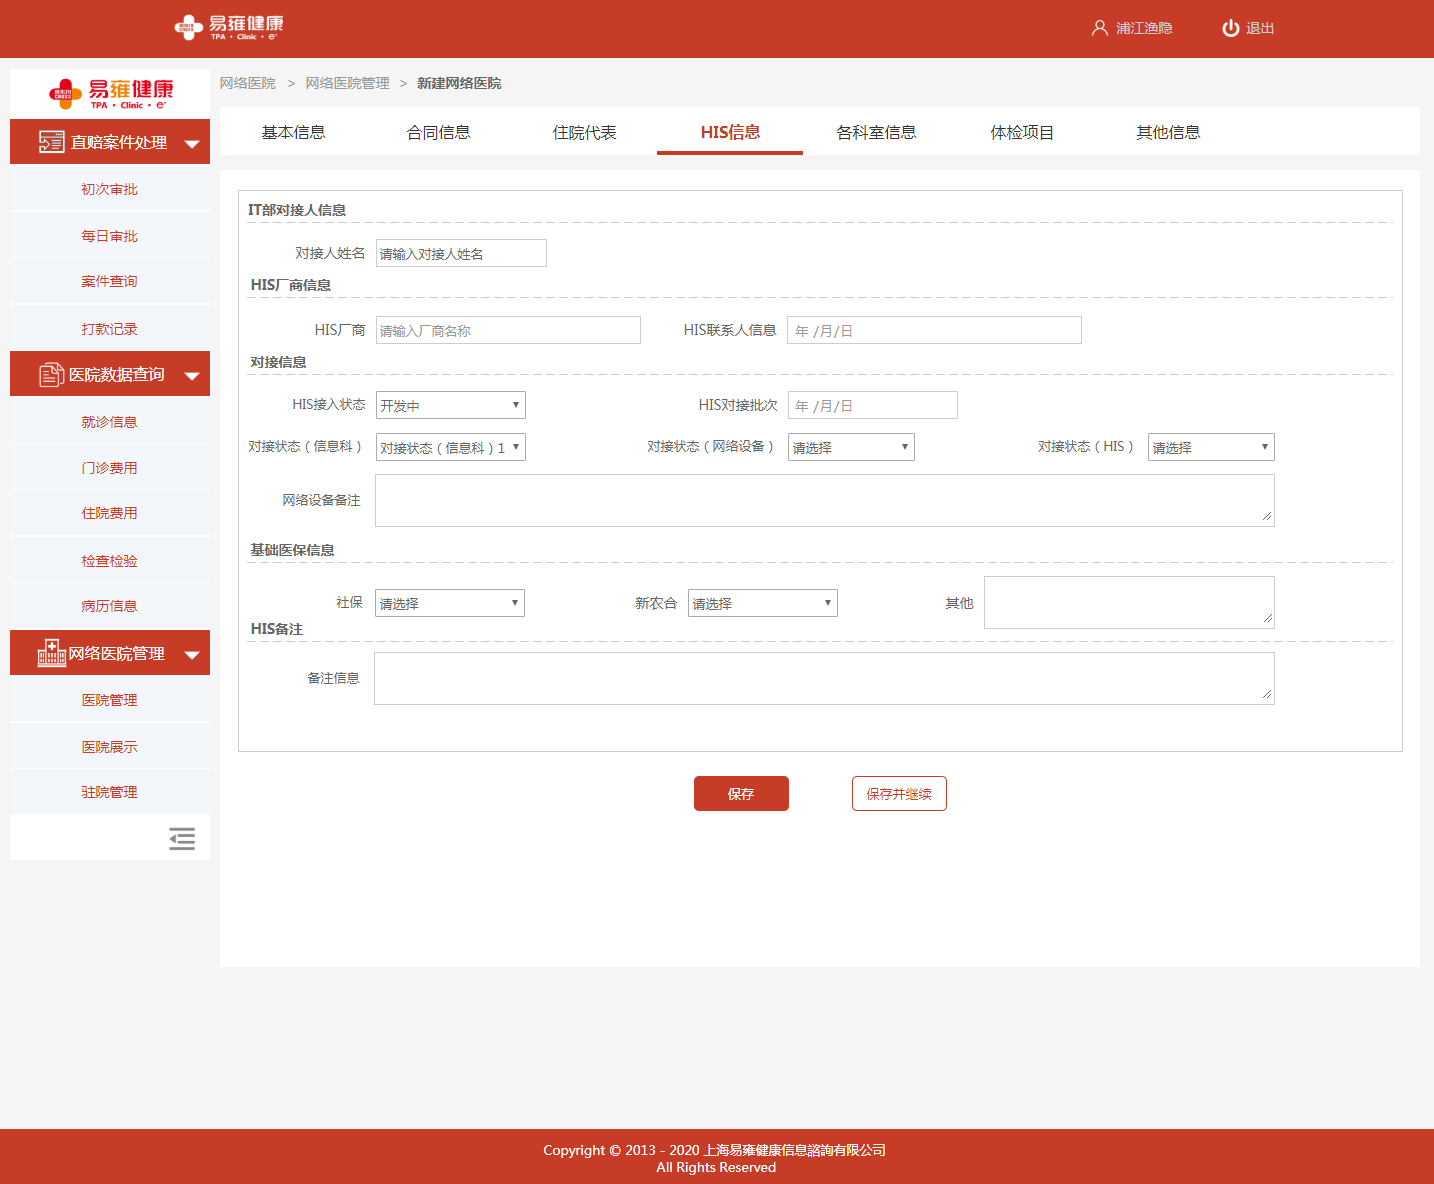 易雍健康
HEALTH CROSS
TPA · Clinic · e+
浦江渔隐
退出
易雍健康
HEALTH CROSS
TPA · Clinic · e+
直赔案件处理
初次审批
每日审批
案件查询
打款记录
医院数据查询
就诊信息
门诊费用
住院费用
检查检验
病历信息
网络医院管理
医院管理
医院展示
驻院管理
网络医院 > 网络医院管理 > 新建网络医院
基本信息 合同信息 住院代表 HIS信息 各科室信息 体检项目 其他信息
IT部对接人信息
对接人姓名 请输入对接人姓名
HIS厂商信息
HIS厂商 请输入厂商名称 HIS联系人信息 年 /月/日
对接信息
HIS接入状态 开发中 HIS对接批次 年 /月/日
对接状态（信息科） 对接状态（信息科）1 对接状态（网络设备） 请选择 对接状态（HIS） 请选择
网络设备备注
基础医保信息
社保 请选择 新农合 请选择 其他
HIS备注
备注信息
保存 保存并继续
Copyright © 2013 - 2020 上海易雍健康信息諮詢有限公司
All Rights Reserved